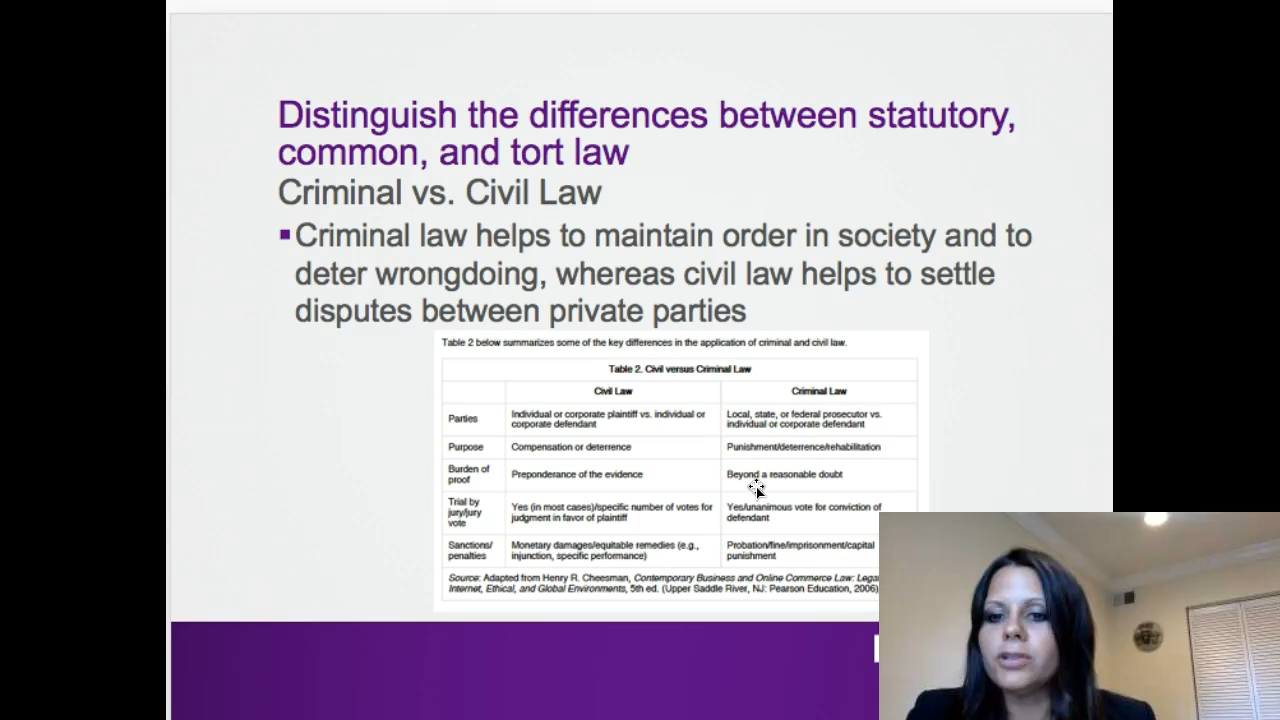 Distinguish the differences between statutory,
common, and tort law
Criminal vs. Civil Law
▪Criminal law helps to maintain order in society and to
deter wrongdoing, whereas civil law helps to settle
disputes between private parties
Table 2 below summarizes some of the key differences in the application of criminal and civil law.
Table 2. Civil versus Criminal Law
Civil Law Criminal Law
Parties Individual or corporate plaintiff vs. individual or Local, state, or federal prosecutor vs.
corporate defendant individual or corporate defendant
Purpose Compensation or deterrence Punishment/deterrence/rehabilitation
Burden of
proof Preponderance of the evidence Beyond a reasonable doubt
Trial by
jury/jury
vote Yes (in most cases)/specific number of votes for Yes/unanimous vote for conviction of
judgment in favor of plaintiff defendant
Sanctions/ Monetary damages/equitable remedies (e.g., Probation/fine/imprisonment/capital
penalties injunction, specific performance) punishment
Source: Adapted from Henry R. Cheesman, Contemporary Business and Online Commerce Law:
Internet, Ethical, and Global Environments, 5th ed. (Upper Saddle River, NJ: Pearson Education, 2006)